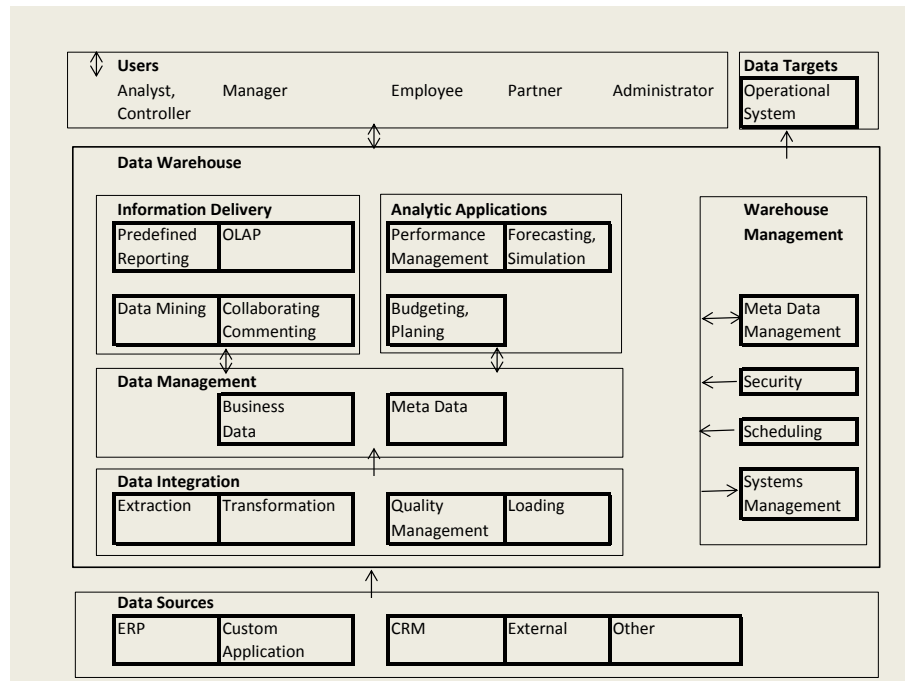 Users
Analyst, Controller
Manager
Employee
Partner
Administrator
Data Targets
Operational
System
Data Warehouse
Information Delivery
Predefined
Reporting
OLAP
Data Mining
Collaborating
Commenting
Analytic Applications
Performance
Management
Forecasting,
Simulation
Budgeting,
Planing
Warehouse
Management
Meta Data
Management
Security
Scheduling
Systems
Management
Data Management
Business
Data
Meta Data
Data Integration
Extraction
Transformation
Quality
Management
Loading
Data Sources
ERP
Custom
Application
CRM
External
Other